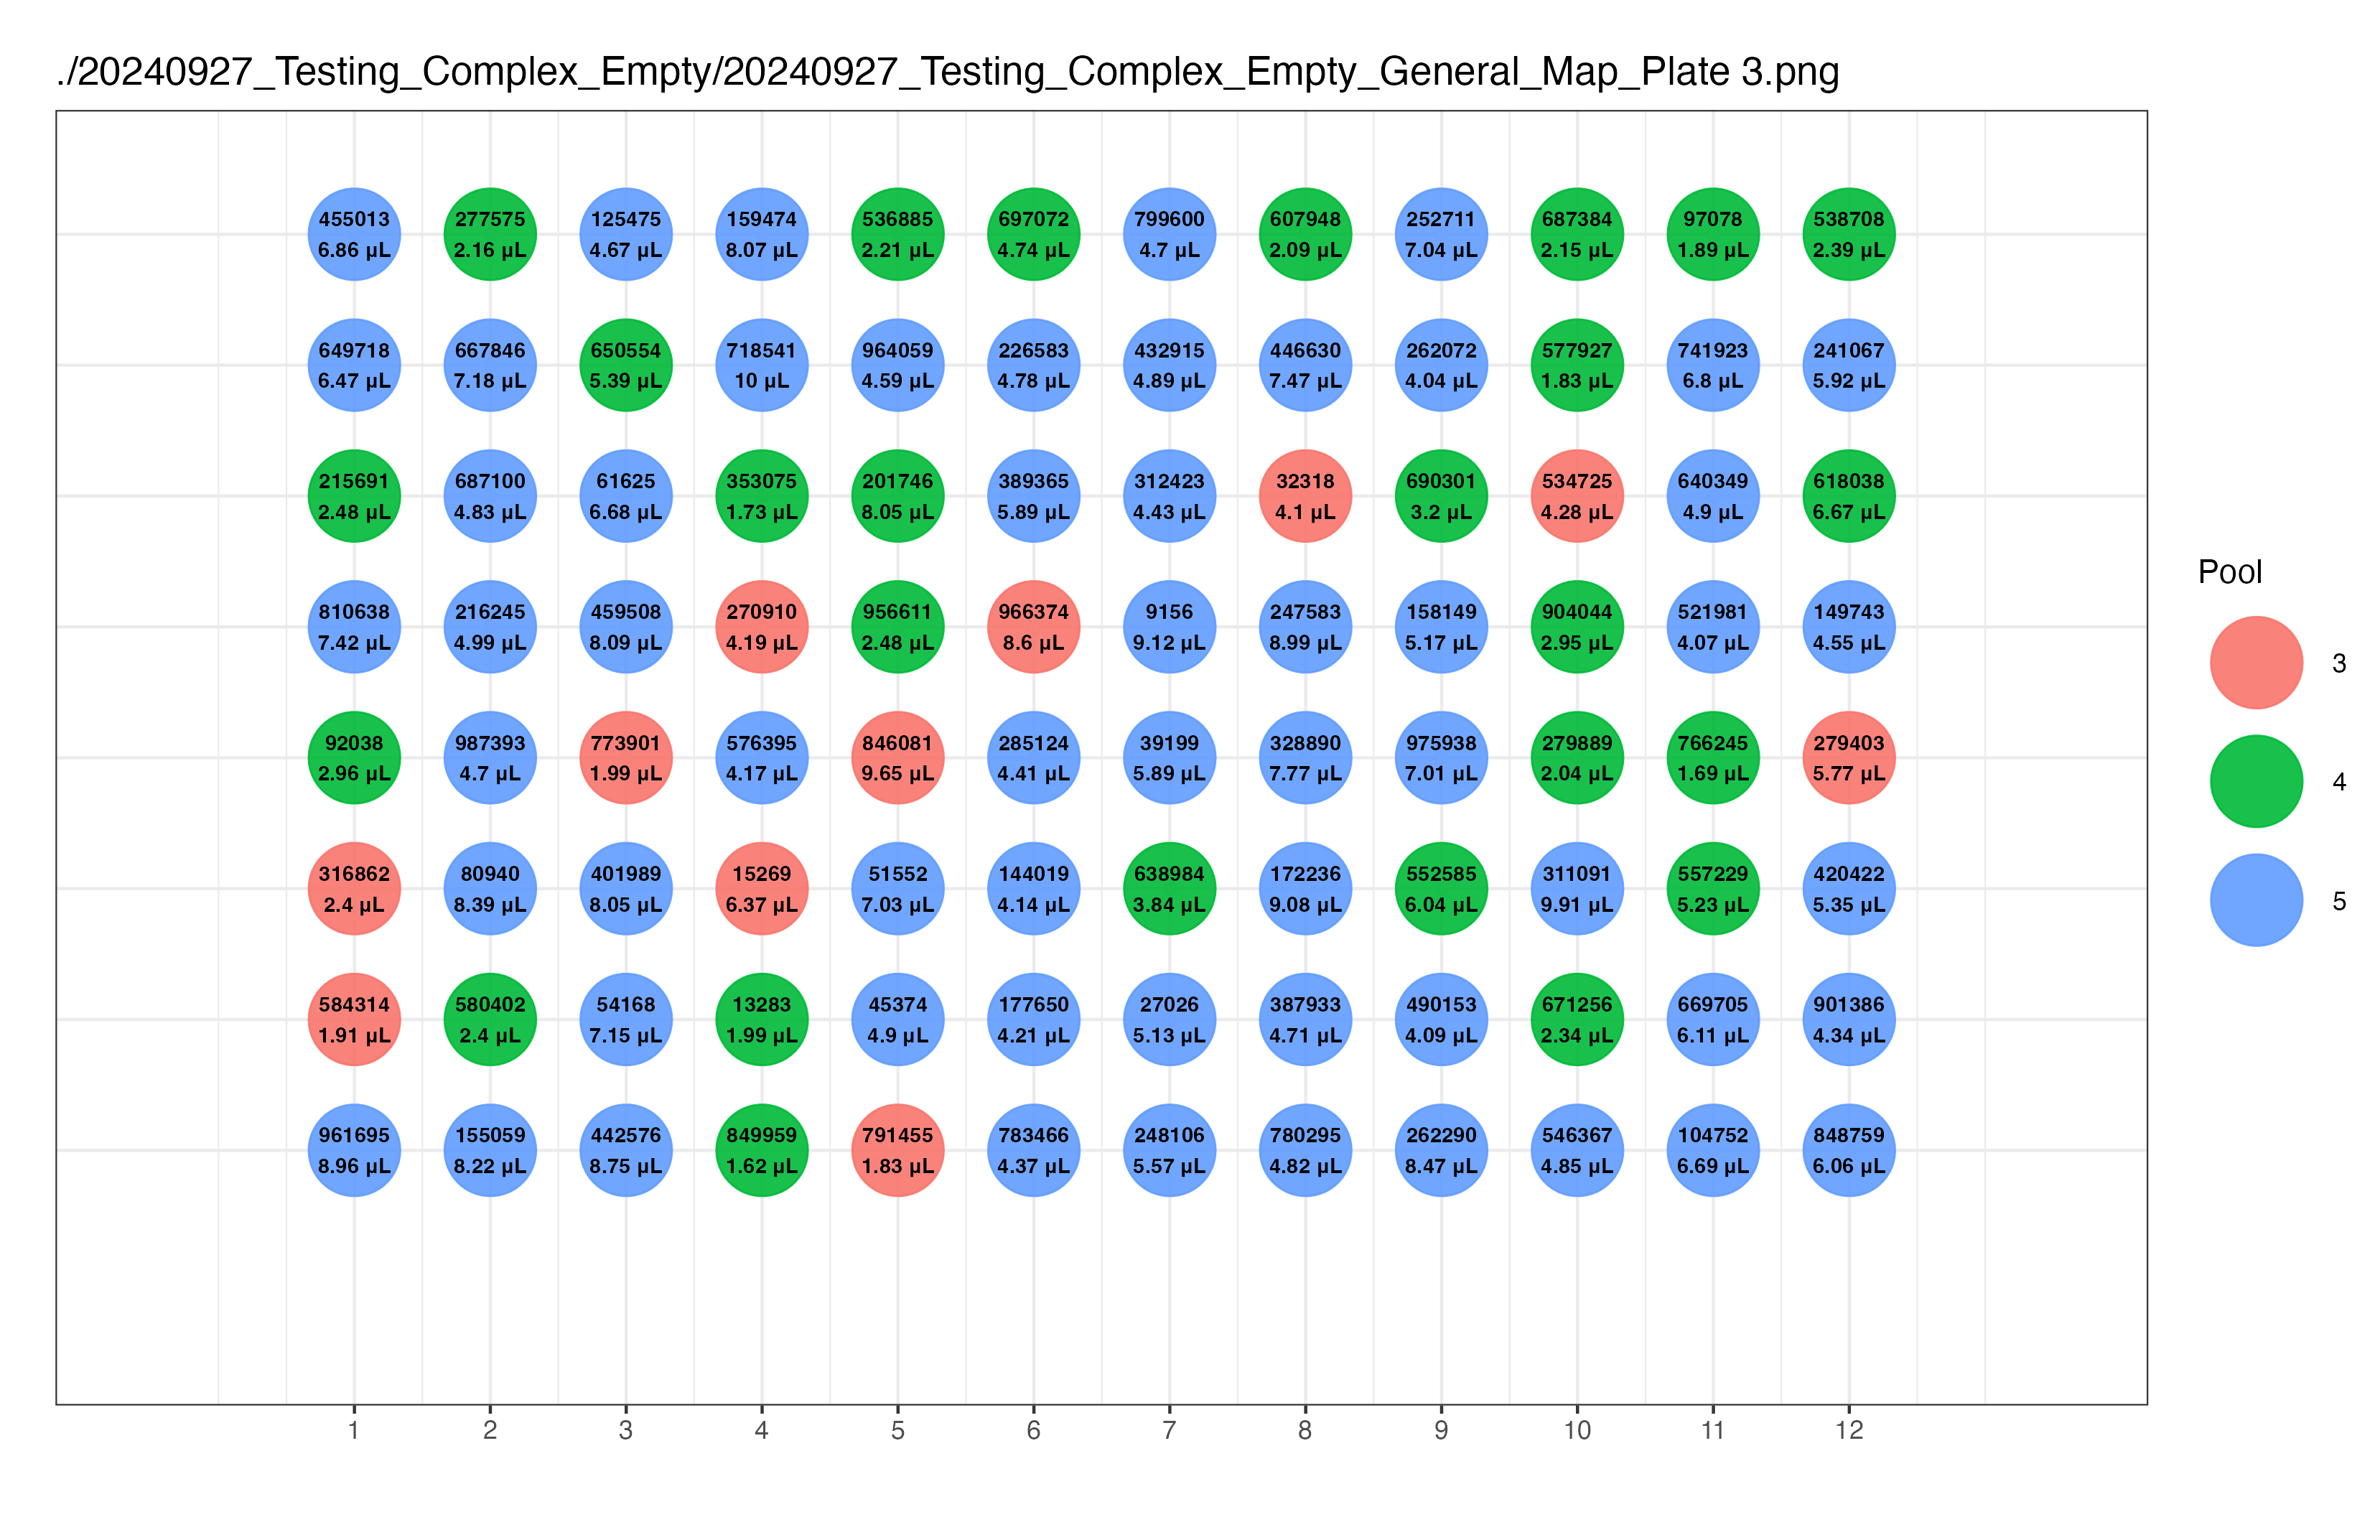 ./20240927_Testing_Complex_Empty/20240927_Testing_Complex_Empty_General_Map_Plate 3.png
455013 277575 125475 159474 536885 697072 799600 607948 252711 687384 97078 538708
6.86 µL 2.16 µL 4.67 µL 8.07 µL 2.21 µL 4.74 µL 4.7 µL 2.09 µL 7.04 µL 2.15 µL 1.89 µL 2.39 µL
649718 667846 650554 718541 964059 226583 432915 446630 262072 577927 741923 241067
6.47 µL 7.18 µL 5.39 µL 10 µL 4.59 µL 4.78 µL 4.89 µL 7.47 µL 4.04 µL 1.83 µL 6.8 µL 5.92 µL
215691 687100 61625 353075 201746 389365 312423 32318 690301 534725 640349 618038
2.48 µL 4.83 µL 6.68 µL 1.73 µL 8.05 µL 5.89 µL 4.43 µL 4.1 µL 3.2 µL 4.28 µL 4.9 µL 6.67 µL
810638 216245 459508 270910 956611 966374 9156 247583 158149 904044 521981 149743
7.42 µL 4.99 µL 8.09 µL 4.19 µL 2.48 µL 8.6 µL 9.12 µL 8.99 µL 5.17 µL 2.95 µL 4.07 µL 4.55 µL
92038 987393 773901 576395 846081 285124 39199 328890 975938 279889 766245 279403
2.96 µL 4.7 µL 1.99 µL 4.17 µL 9.65 µL 4.41 µL 5.89 µL 7.77 µL 7.01 µL 2.04 µL 1.69 µL 5.77 µL
316862 80940 401989 15269 51552 144019 638984 172236 552585 311091 557229 420422
2.4 µL 8.39 µL 8.05 µL 6.37 µL 7.03 µL 4.14 µL 3.84 µL 9.08 µL 6.04 µL 9.91 µL 5.23 µL 5.35 µL
584314 580402 54168 13283 45374 177650 27026 387933 490153 671256 669705 901386
1.91 µL 2.4 µL 7.15 µL 1.99 µL 4.9 µL 4.21 µL 5.13 µL 4.71 µL 4.09 µL 2.34 µL 6.11 µL 4.34 µL
961695 155059 442576 849959 791455 783466 248106 780295 262290 546367 104752 848759
8.96 µL 8.22 µL 8.75 µL 1.62 µL 1.83 µL 4.37 µL 5.57 µL 4.82 µL 8.47 µL 4.85 µL 6.69 µL 6.06 µL
1 2 3 4 5 6 7 8 9 10 11 12
Pool
3
4
5